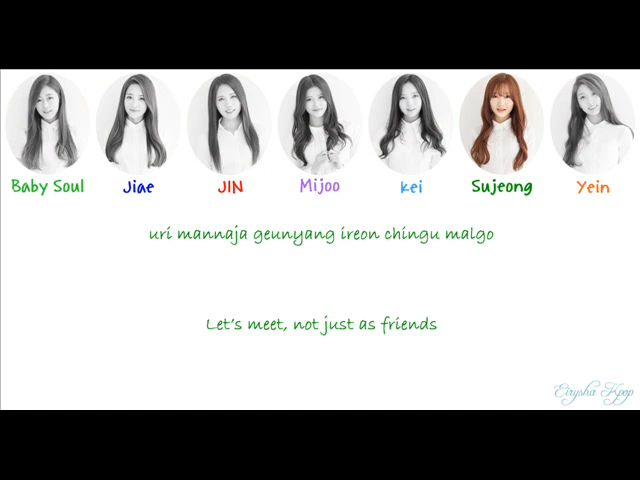 Baby Soul Jiae JIN Mijoo Kei Sujeong Yein
uri mannaja geunyang ireon chingu malgo
Let's meet, not just as friends
Eirysha Kpop